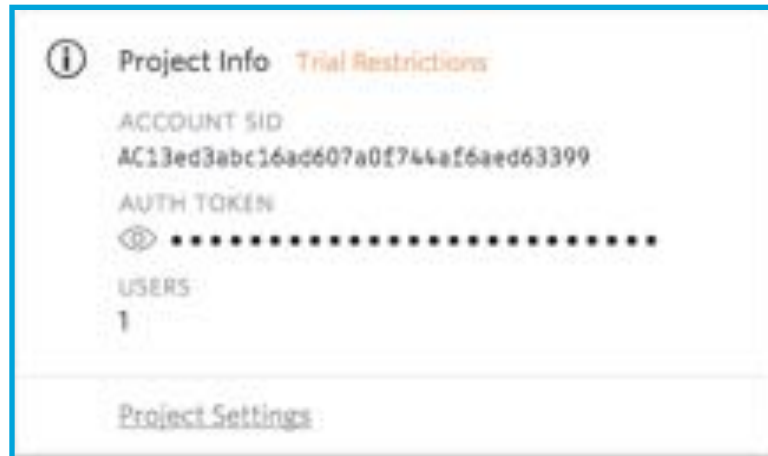 Project Info Trial Restrictions
ACCOUNT SID
AC13ed3abc16ad607a0f744af6aed63399
AUTH TOKEN
USERS
1
Project Settings